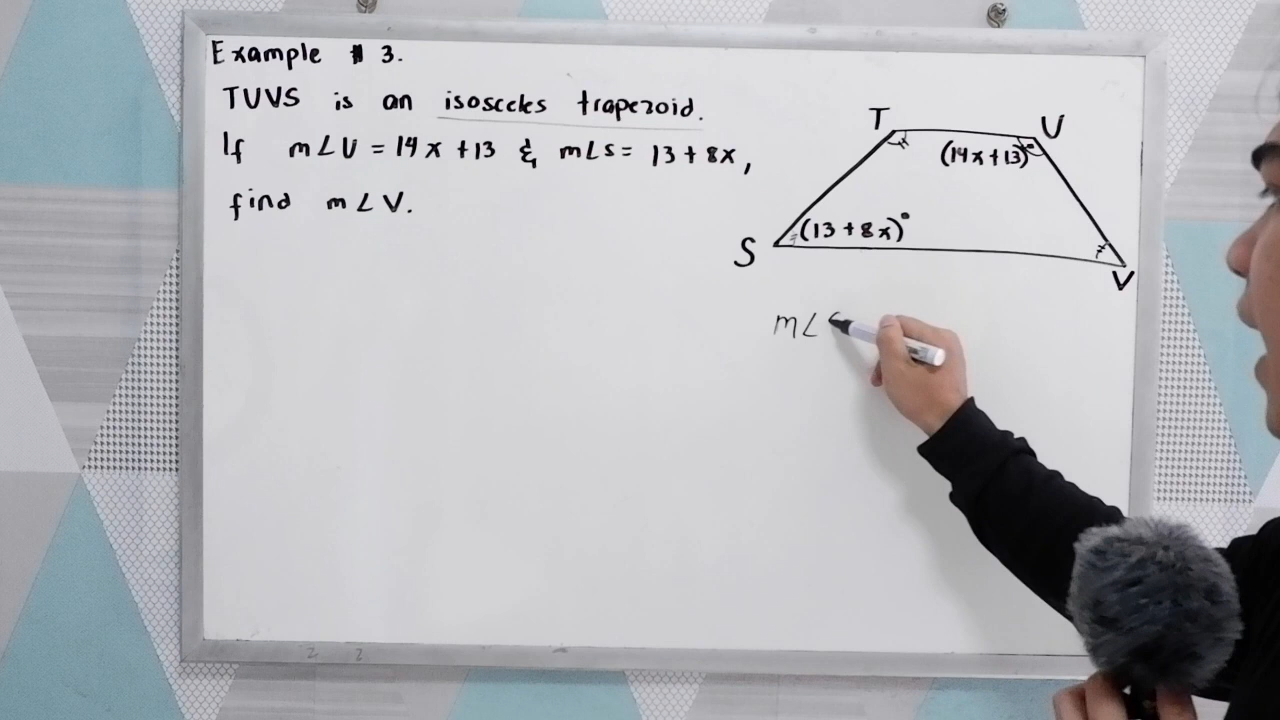 Example # 3.
TUVS is an isosceles trapezoid.
If m∠U = 14x + 13 & m∠S = 13 + 8x,
find m∠V.
T U
(14x + 13)°
(13 + 8x)°
S V
m∠